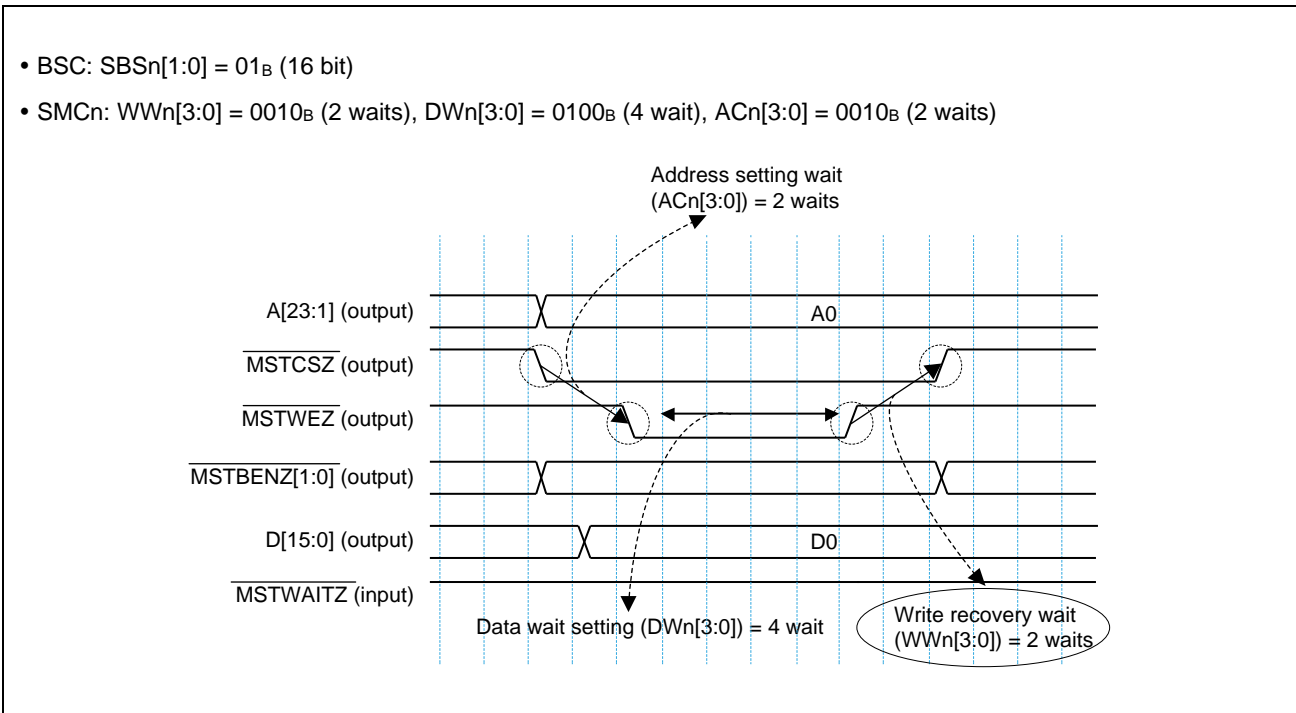 • BSC: SBSn[1:0] = 01B (16 bit)
• SMCn: WWn[3:0] = 0010B (2 waits), DWn[3:0] = 0100B (4 wait), ACn[3:0] = 0010B (2 waits)
Address setting wait
(ACn[3:0]) = 2 waits
A[23:1] (output)
A0
MSTCSZ (output)
MSTWEZ (output)
MSTBENZ[1:0] (output)
D[15:0] (output)
D0
MSTWAITZ (input)
Data wait setting (DWn[3:0]) = 4 wait
Write recovery wait
(WWn[3:0]) = 2 waits